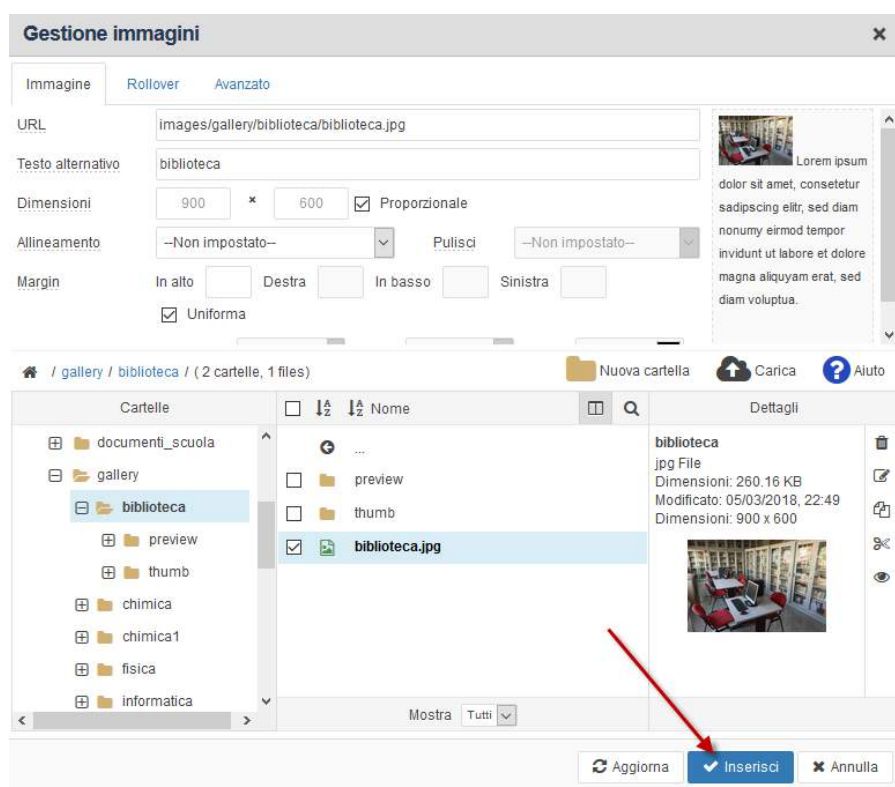 Gestione immagini
Immagine Rollover Avanzato
URL images/gallery/biblioteca/biblioteca.jpg
Testo alternativo biblioteca
Dimensioni 900 × 600 Proporzionale
Allineamento --Non impostato-- Pulisci --Non impostato--
Margin In alto Destra In basso Sinistra
Uniforma
Lorem ipsum
dolor sit amet, consetetur
sadipscing elitr, sed diam
nonumy eirmod tempor
invidunt ut labore et dolore
magna aliquyam erat, sed
diam voluptua.
/ gallery / biblioteca / ( 2 cartelle, 1 files) Nuova cartella Carica Aiuto
Cartelle
documenti_scuola
gallery
biblioteca
preview
thumb
chimica
chimica1
fisica
informatica
Nome
...
preview
thumb
biblioteca.jpg
Mostra Tutti
Dettagli
biblioteca
jpg File
Dimensioni: 260.16 KB
Modificato: 05/03/2018, 22:49
Dimensioni: 900 x 600
Aggiorna Inserisci Annulla